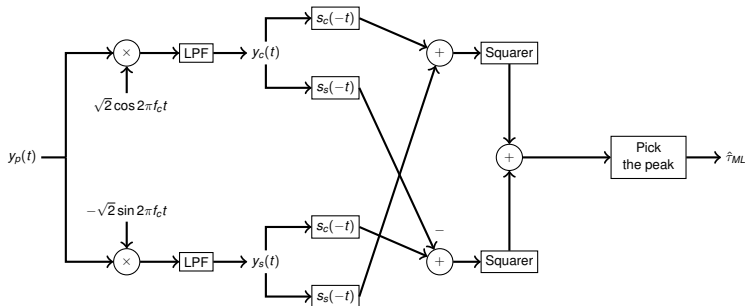 s_c(−t)
× LPF y_c(t) + Squarer
s_s(−t)
√2 cos 2πf_c t
y_p(t) + Pick the peak τ̂_ML
−√2 sin 2πf_c t
s_c(−t) −
× LPF y_s(t) + Squarer
s_s(−t)